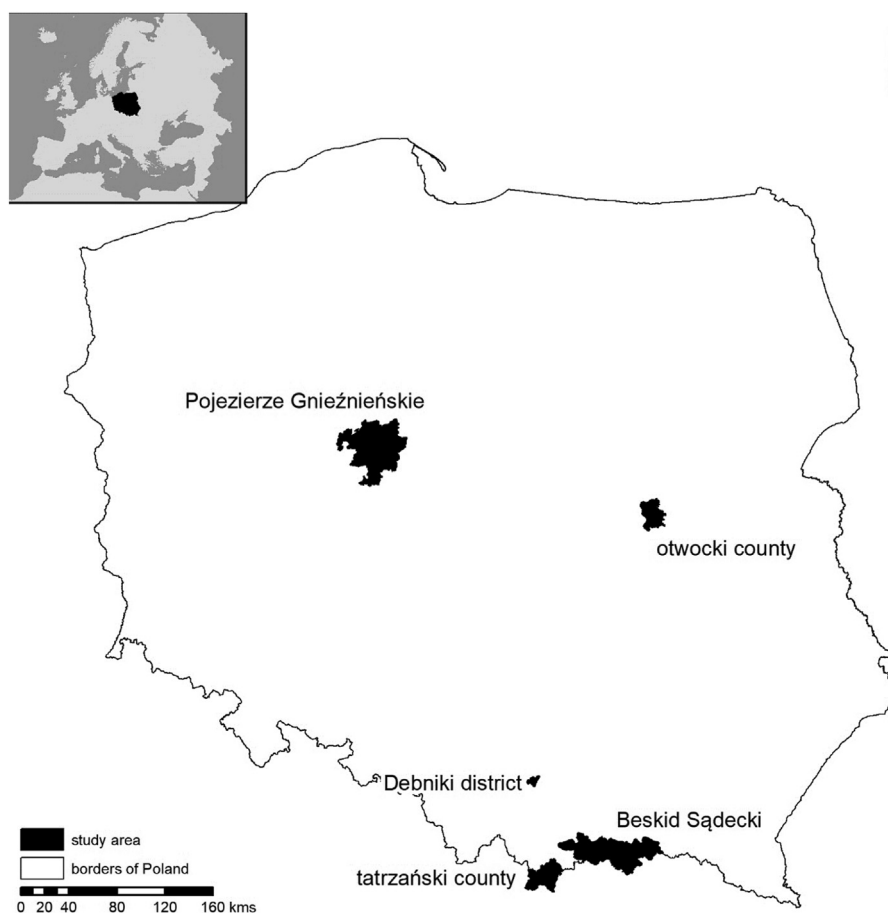 Pojezierze Gnieźnieńskie
otwocki county
Debniki district
Beskid Sądecki
tatrzański county
study area
borders of Poland
0 20 40 80 120 160 kms